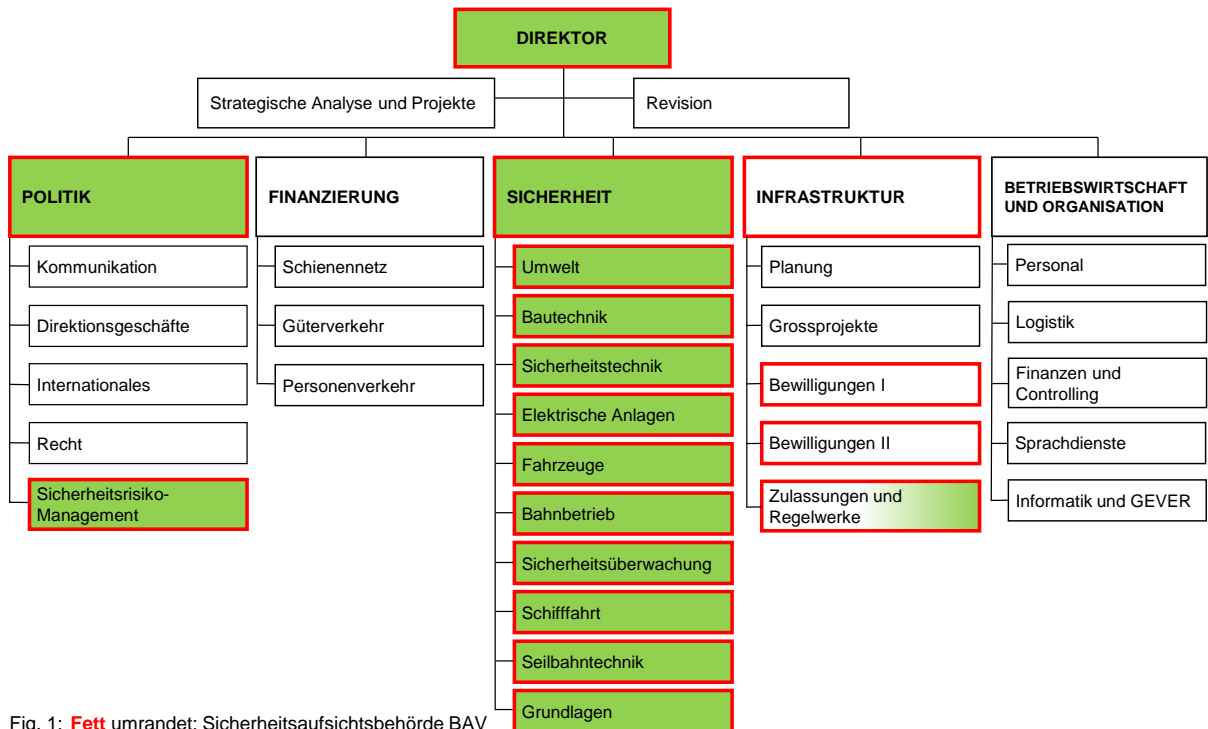 DIREKTOR
Strategische Analyse und Projekte
Revision
POLITIK
FINANZIERUNG
SICHERHEIT
INFRASTRUKTUR
BETRIEBSWIRTSCHAFT
UND ORGANISATION
Kommunikation
Direktionsgeschäfte
Internationales
Recht
Sicherheitsrisiko-
Management
Schienennetz
Güterverkehr
Personenverkehr
Umwelt
Bautechnik
Sicherheitstechnik
Elektrische Anlagen
Fahrzeuge
Bahnbetrieb
Sicherheitsüberwachung
Schifffahrt
Seilbahntechnik
Grundlagen
Planung
Grossprojekte
Bewilligungen I
Bewilligungen II
Zulassungen und
Regelwerke
Personal
Logistik
Finanzen und
Controlling
Sprachdienste
Informatik und GEVER
Fig. 1: Fett umrandet: Sicherheitsaufsichtsbehörde BAV